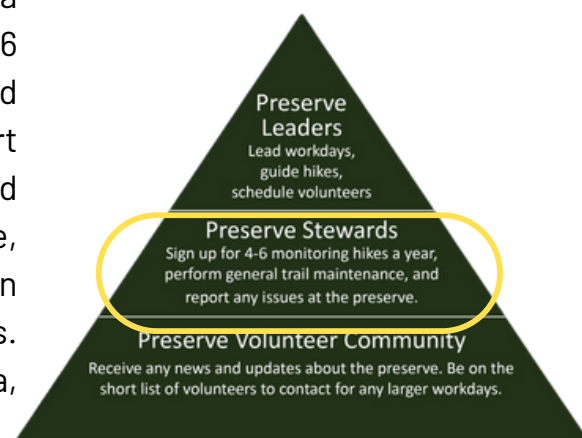 a
6
d
rt
d
e,
n
s.
a,
Preserve
Leaders
Lead workdays,
guide hikes,
schedule volunteers
Preserve Stewards
Sign up for 4-6 monitoring hikes a year,
perform general trail maintenance, and
report any issues at the preserve.
Preserve Volunteer Community
Receive any news and updates about the preserve. Be on the
short list of volunteers to contact for any larger workdays.